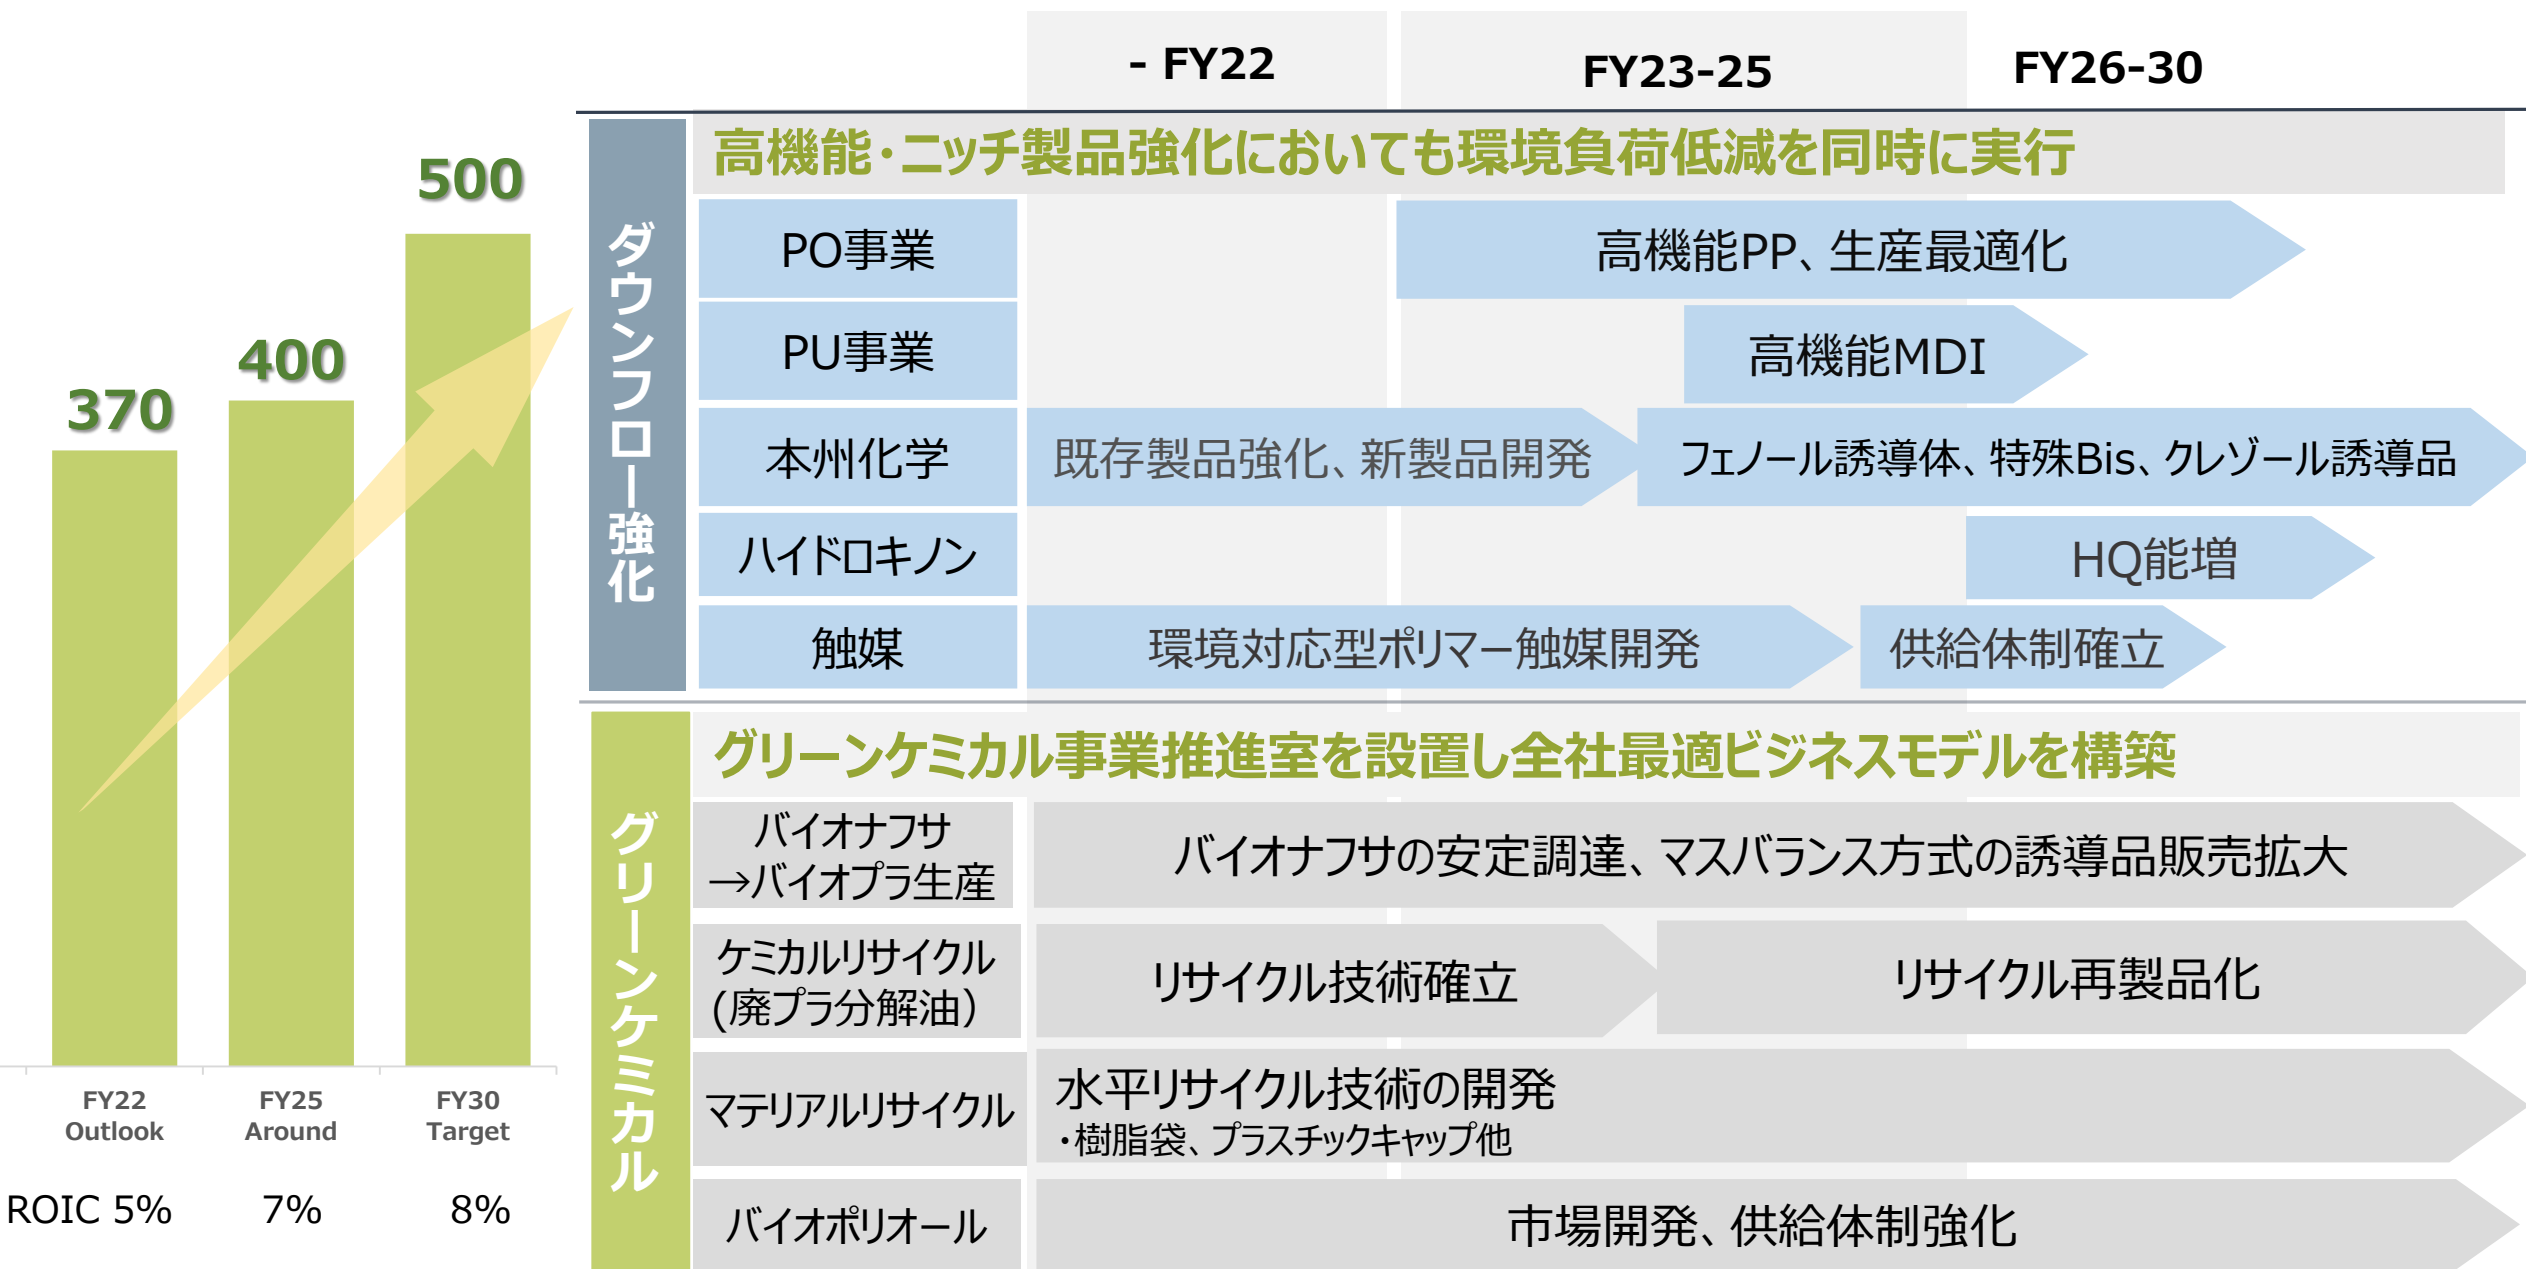 500
400
370
FY22
Outlook
FY25
Around
FY30
Target
ROIC 5%
7%
8%
- FY22
FY23-25
FY26-30
ダウンフロー強化
高機能・ニッチ製品強化においても環境負荷低減を同時に実行
PO事業
高機能PP、生産最適化
PU事業
高機能MDI
本州化学
既存製品強化、新製品開発
フェノール誘導体、特殊Bis、クレゾール誘導品
ハイドロキノン
HQ能増
触媒
環境対応型ポリマー触媒開発
供給体制確立
グリーンケミカル
グリーンケミカル事業推進室を設置し全社最適ビジネスモデルを構築
バイオナフサ
→バイオプラ生産
バイオナフサの安定調達、マスバランス方式の誘導品販売拡大
ケミカルリサイクル
(廃プラ分解油)
リサイクル技術確立
リサイクル再製品化
マテリアルリサイクル
水平リサイクル技術の開発
・樹脂袋、プラスチックキャップ他
バイオポリオール
市場開発、供給体制強化